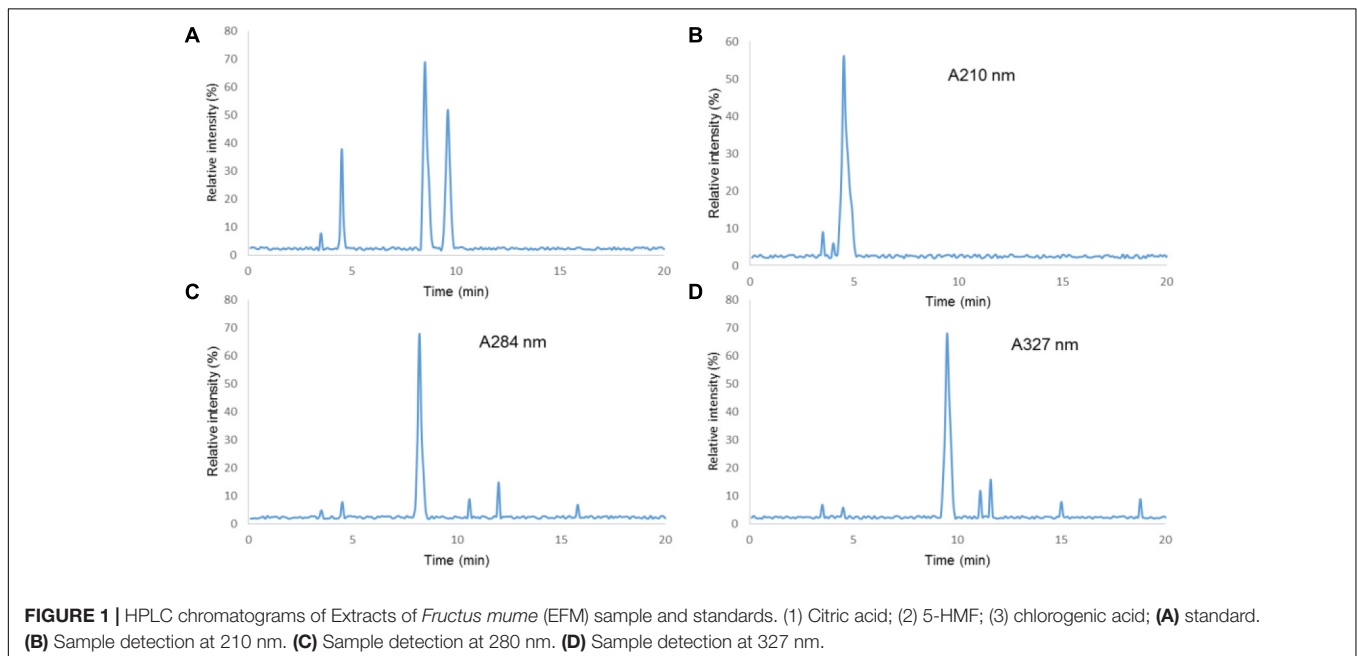 A
80
70
60
50
40
30
20
10
0
Relative intensity (%)
0 5 10 15 20
Time (min)
B
A210 nm
60
50
40
30
20
10
0
Relative intensity (%)
0 5 10 15 20
Time (min)
C
A284 nm
80
70
60
50
40
30
20
10
0
Relative intensity (%)
0 5 10 15 20
Time (min)
D
A327 nm
80
70
60
50
40
30
20
10
0
Relative intensity (%)
0 5 10 15 20
Time (min)
FIGURE 1 | HPLC chromatograms of Extracts of Fructus mume (EFM) sample and standards. (1) Citric acid; (2) 5-HMF; (3) chlorogenic acid; (A) standard.
(B) Sample detection at 210 nm. (C) Sample detection at 280 nm. (D) Sample detection at 327 nm.